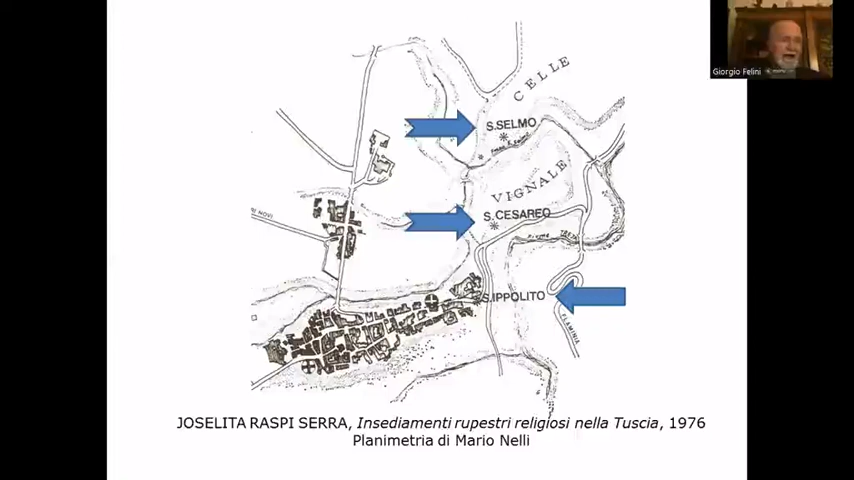 Giorgio Felini
CELLE
S.SELMO
VIGNALE
S.CESAREO
S.IPPOLITO
FLAMINIA
JOSELITA RASPI SERRA, Insediamenti rupestri religiosi nella Tuscia, 1976
Planimetria di Mario Nelli